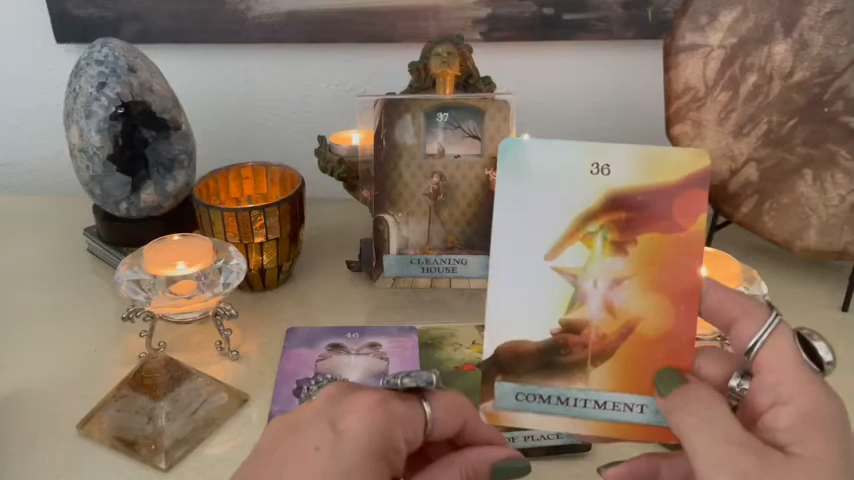 37
CLEANING
HOUSE
36
COMMITMENT
46
OF PLACE